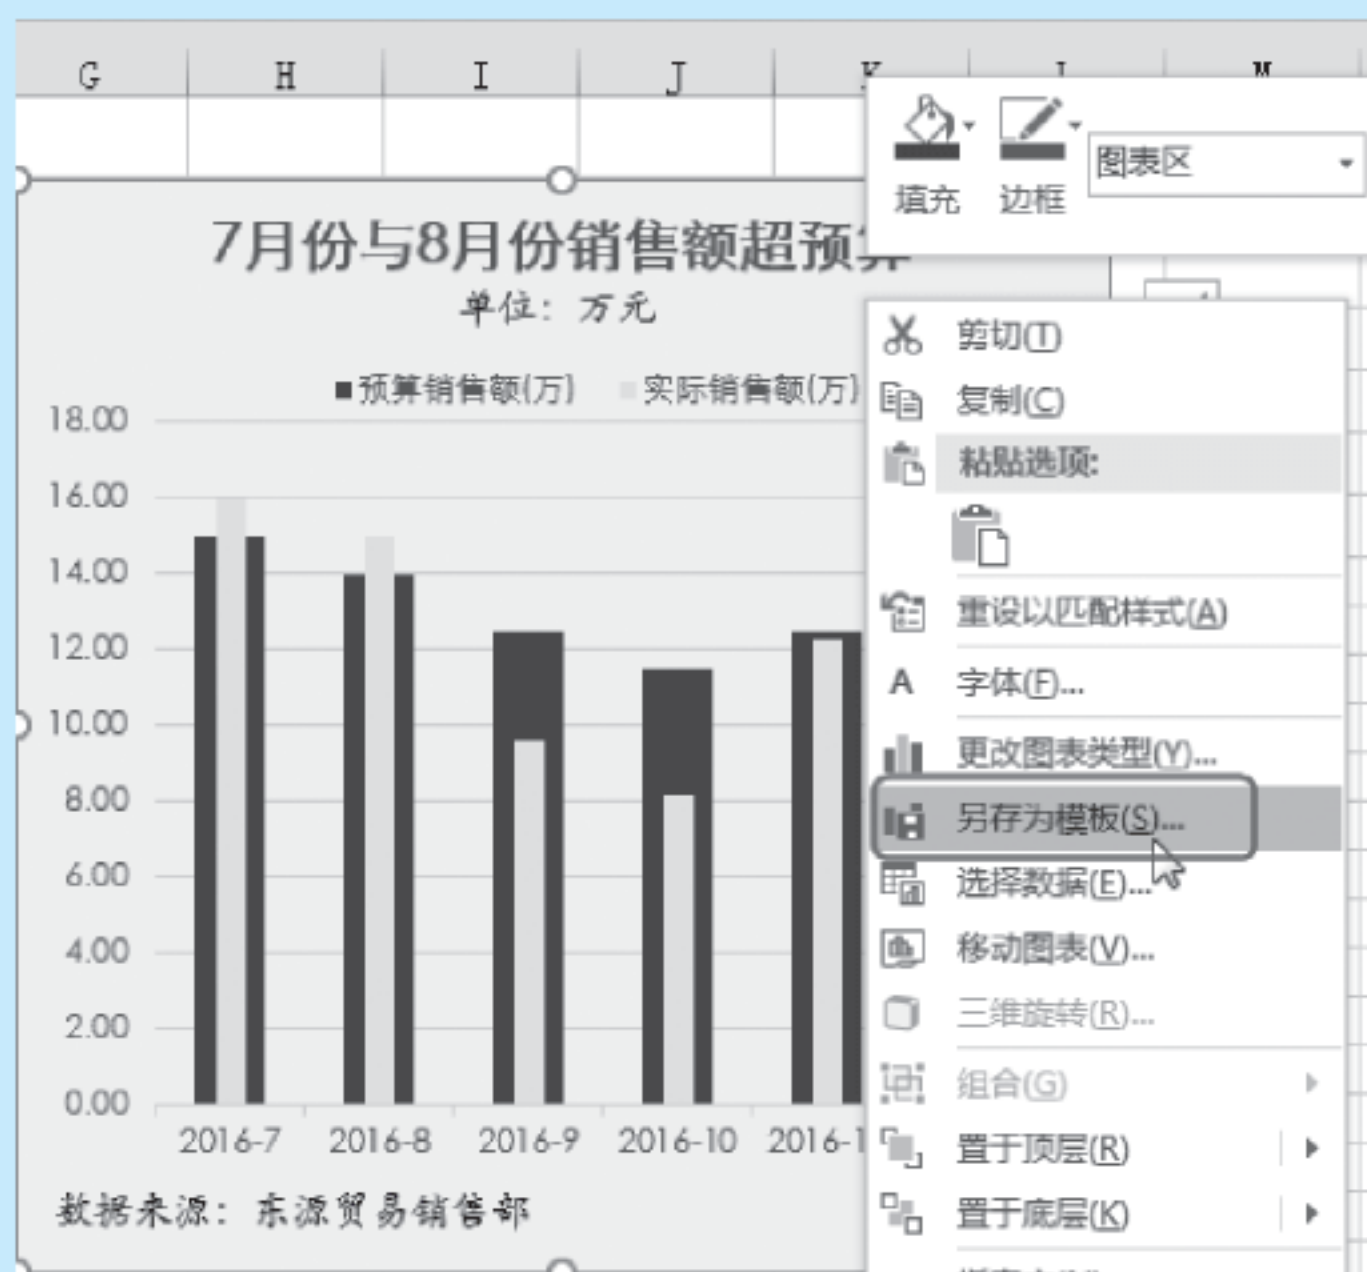 G H I J K L M
填充 边框 图表区
7月份与8月份销售额超预算
单位：万元
预算销售额(万) 实际销售额(万)
18.00
16.00
14.00
12.00
10.00
8.00
6.00
4.00
2.00
0.00
2016-7 2016-8 2016-9 2016-10 2016-1
数据来源：东源贸易销售部
剪切(T)
复制(C)
粘贴选项:
重设以匹配样式(A)
A 字体(F)...
更改图表类型(Y)...
另存为模板(S)...
选择数据(E)...
移动图表(V)...
三维旋转(R)...
组合(G)
置于顶层(R)
置于底层(K)